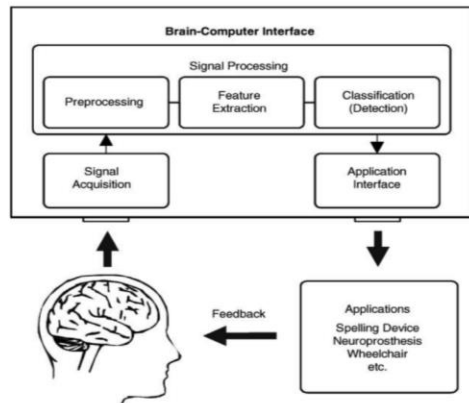 Brain-Computer Interface
Signal Processing
Preprocessing
Feature
Extraction
Classification
(Detection)
Signal
Acquisition
Application
Interface
Feedback
Applications
Spelling Device
Neuroprosthesis
Wheelchair
etc.